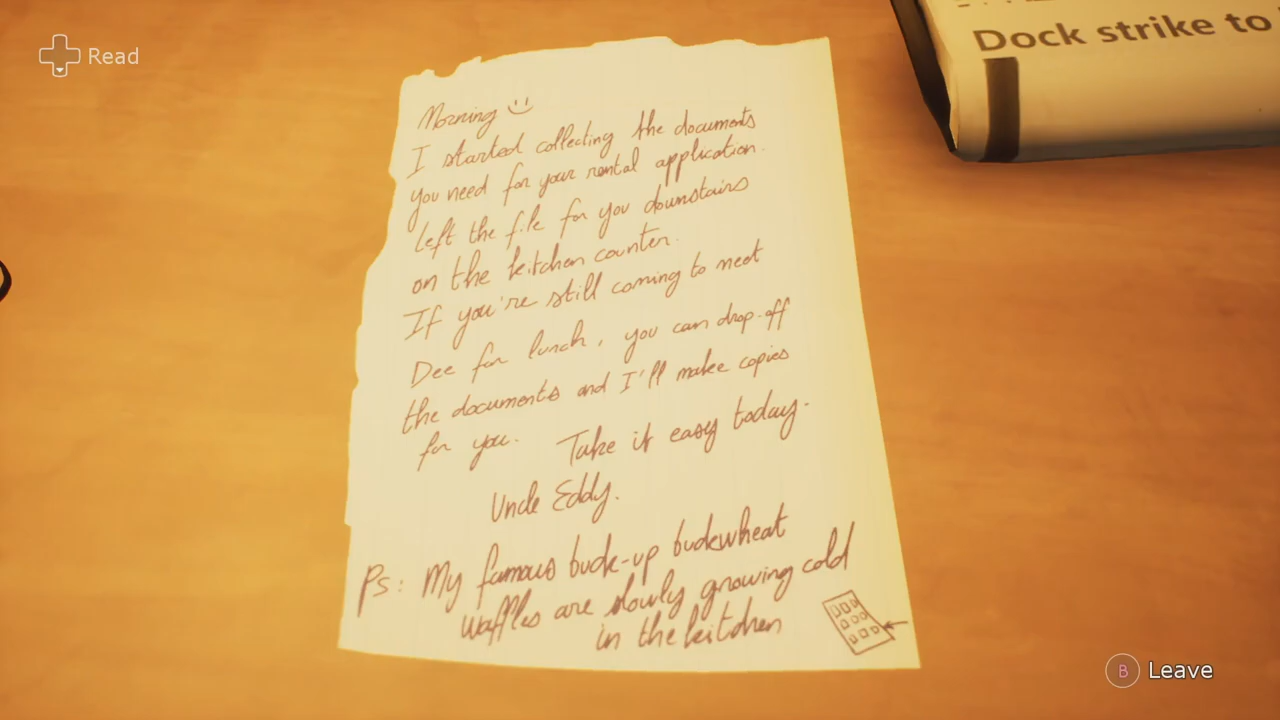 Read
Dock strike to
Morning
I started collecting the documents
you need for your rental application.
Left the file for you downstairs
on the kitchen counter.
If you're still coming to meet
Dee for lunch, you can drop-off
the documents and I'll make copies
for you. Take it easy today.
Uncle Eddy.
Ps: My famous buck-up buckwheat
waffles are slowly growing cold
in the kitchen
B Leave